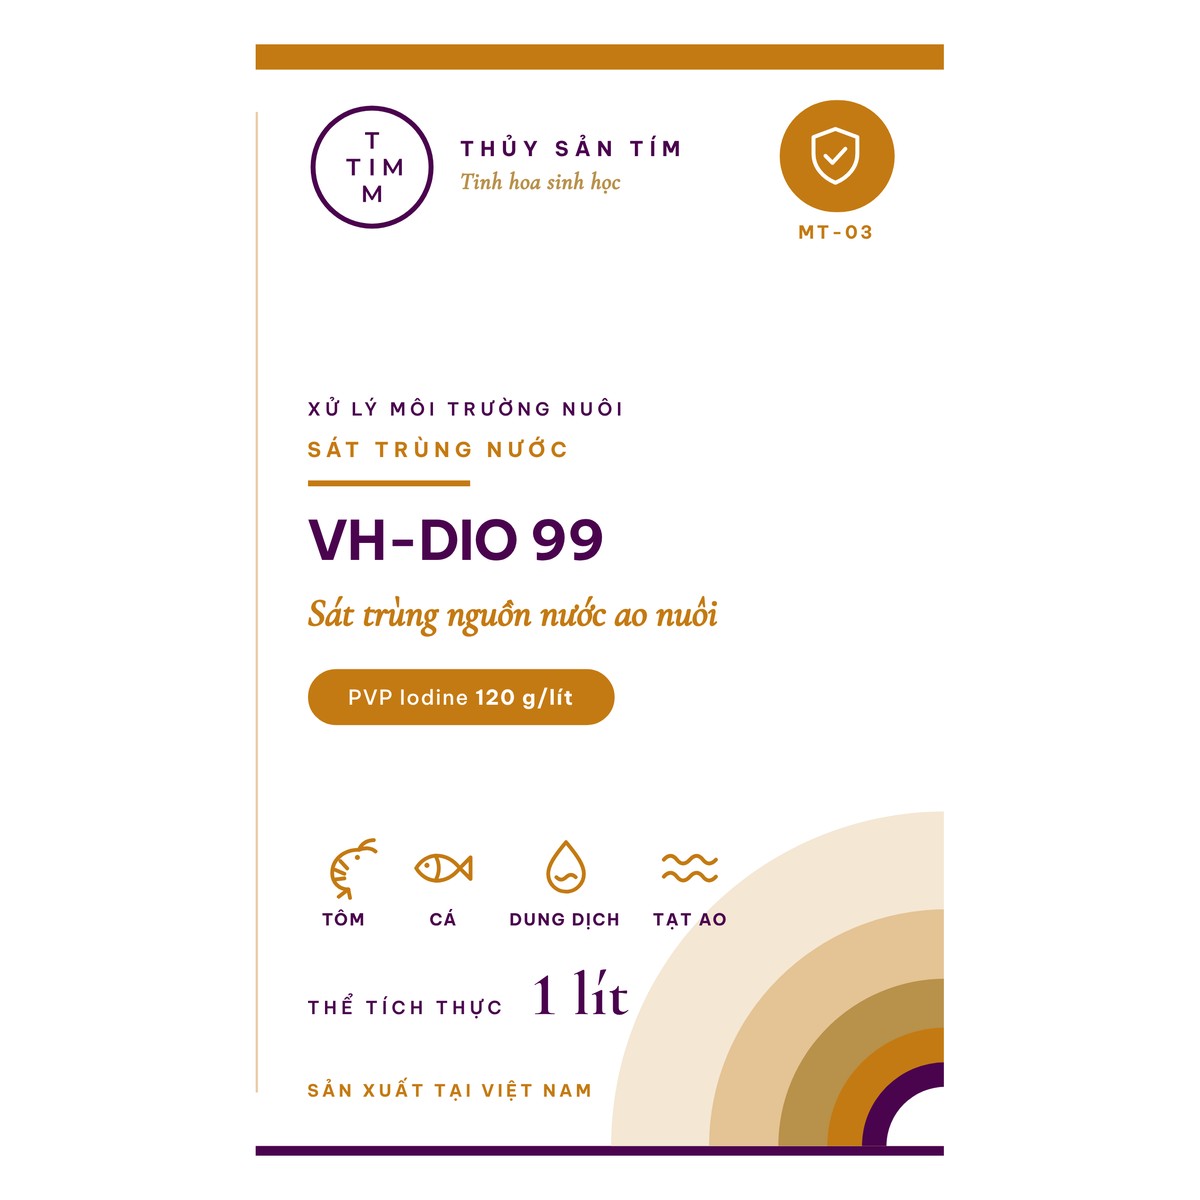 T
TIM
M
THỦY SẢN TÍM
Tinh hoa sinh học
MT-03
XỬ LÝ MÔI TRƯỜNG NUÔI
SÁT TRÙNG NƯỚC
VH-DIO 99
Sát trùng nguồn nước ao nuôi
PVP Iodine 120 g/lít
TÔM
CÁ
DUNG DỊCH
TẠT AO
THỂ TÍCH THỰC 1 lít
SẢN XUẤT TẠI VIỆT NAM